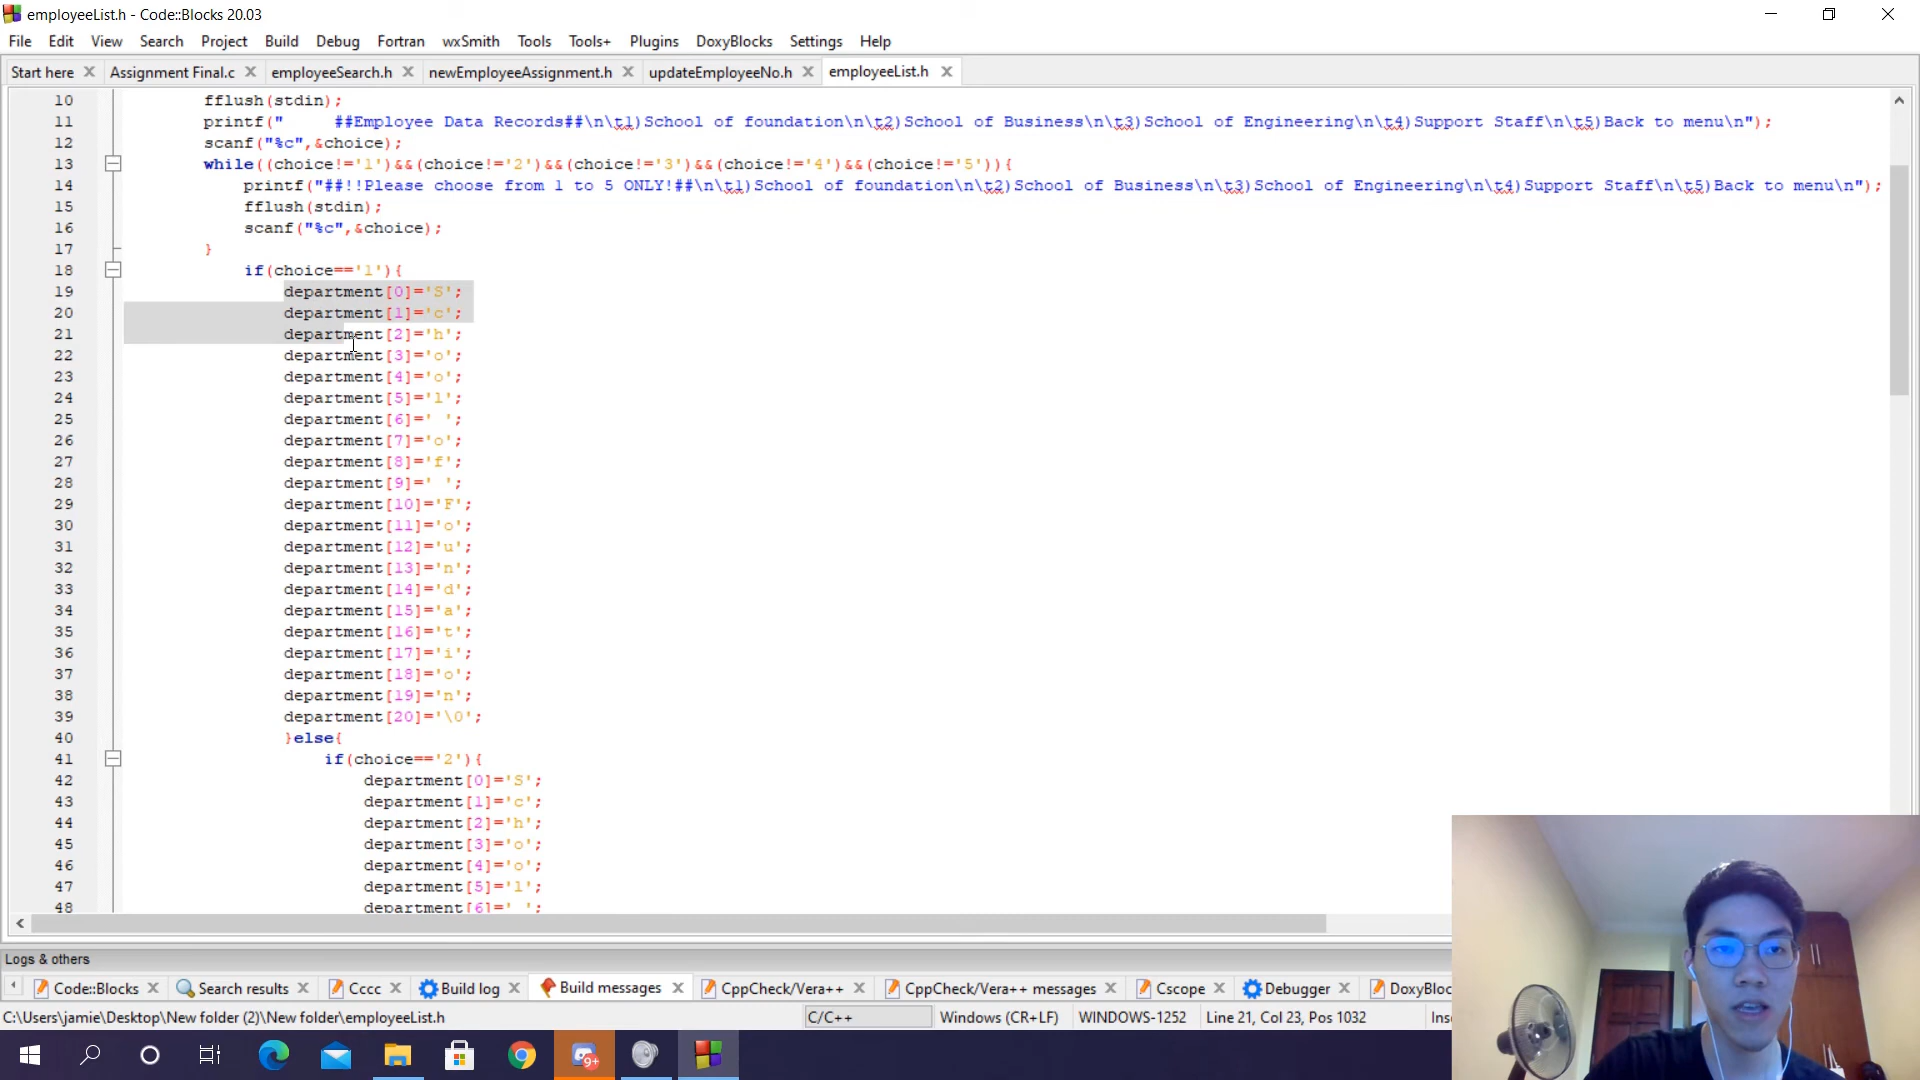 employeeList.h - Code::Blocks 20.03
File Edit View Search Project Build Debug Fortran wxSmith Tools Tools+ Plugins DoxyBlocks Settings Help
Start here Assignment Final.c employeeSearch.h newEmployeeAssignment.h updateEmployeeNo.h employeeList.h
10 fflush(stdin);
11 printf("     ##Employee Data Records##\n\t1)School of foundation\n\t2)School of Business\n\t3)School of Engineering\n\t4)Support Staff\n\t5)Back to menu\n");
12 scanf("%c",&choice);
13 while((choice!='1')&&(choice!='2')&&(choice!='3')&&(choice!='4')&&(choice!='5')){
14 printf("##!!Please choose from 1 to 5 ONLY!##\n\t1)School of foundation\n\t2)School of Business\n\t3)School of Engineering\n\t4)Support Staff\n\t5)Back to menu\n");
15 fflush(stdin);
16 scanf("%c",&choice);
17 }
18 if(choice=='1'){
19 department[0]='S';
20 department[1]='c';
21 department[2]='h';
22 department[3]='o';
23 department[4]='o';
24 department[5]='l';
25 department[6]=' ';
26 department[7]='o';
27 department[8]='f';
28 department[9]=' ';
29 department[10]='F';
30 department[11]='o';
31 department[12]='u';
32 department[13]='n';
33 department[14]='d';
34 department[15]='a';
35 department[16]='t';
36 department[17]='i';
37 department[18]='o';
38 department[19]='n';
39 department[20]='\0';
40 }else{
41 if(choice=='2'){
42 department[0]='S';
43 department[1]='c';
44 department[2]='h';
45 department[3]='o';
46 department[4]='o';
47 department[5]='l';
48 department[6]=' ';
Logs & others
Code::Blocks Search results Cccc Build log Build messages CppCheck/Vera++ CppCheck/Vera++ messages Cscope Debugger DoxyBloc
C:\Users\jamie\Desktop\New folder (2)\New folder\employeeList.h C/C++ Windows (CR+LF) WINDOWS-1252 Line 21, Col 23, Pos 1032 Ins
9+